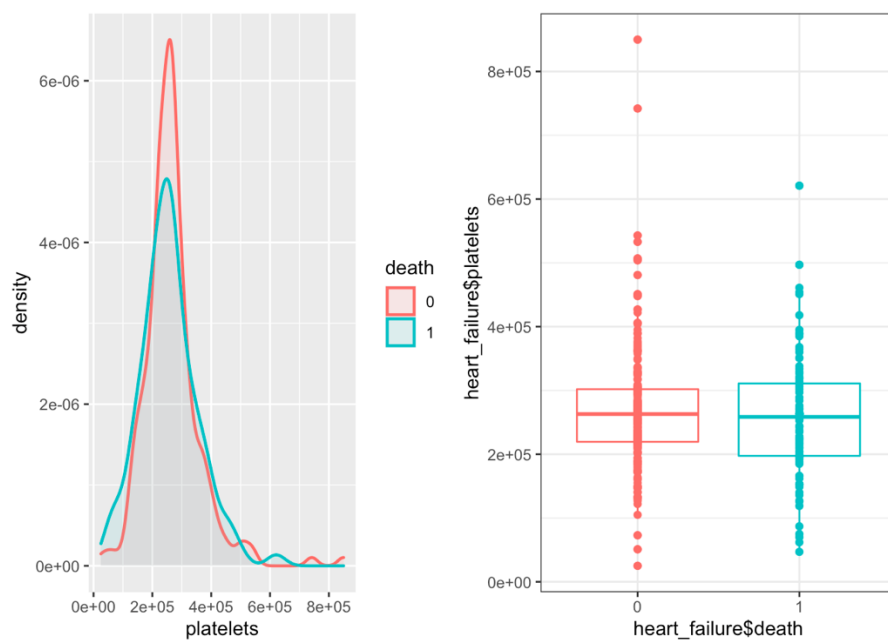 6e-06
4e-06
2e-06
0e+00
density
0e+00 2e+05 4e+05 6e+05 8e+05
platelets
death
0
1
8e+05
6e+05
4e+05
2e+05
0e+00
heart_failure$platelets
0 1
heart_failure$death